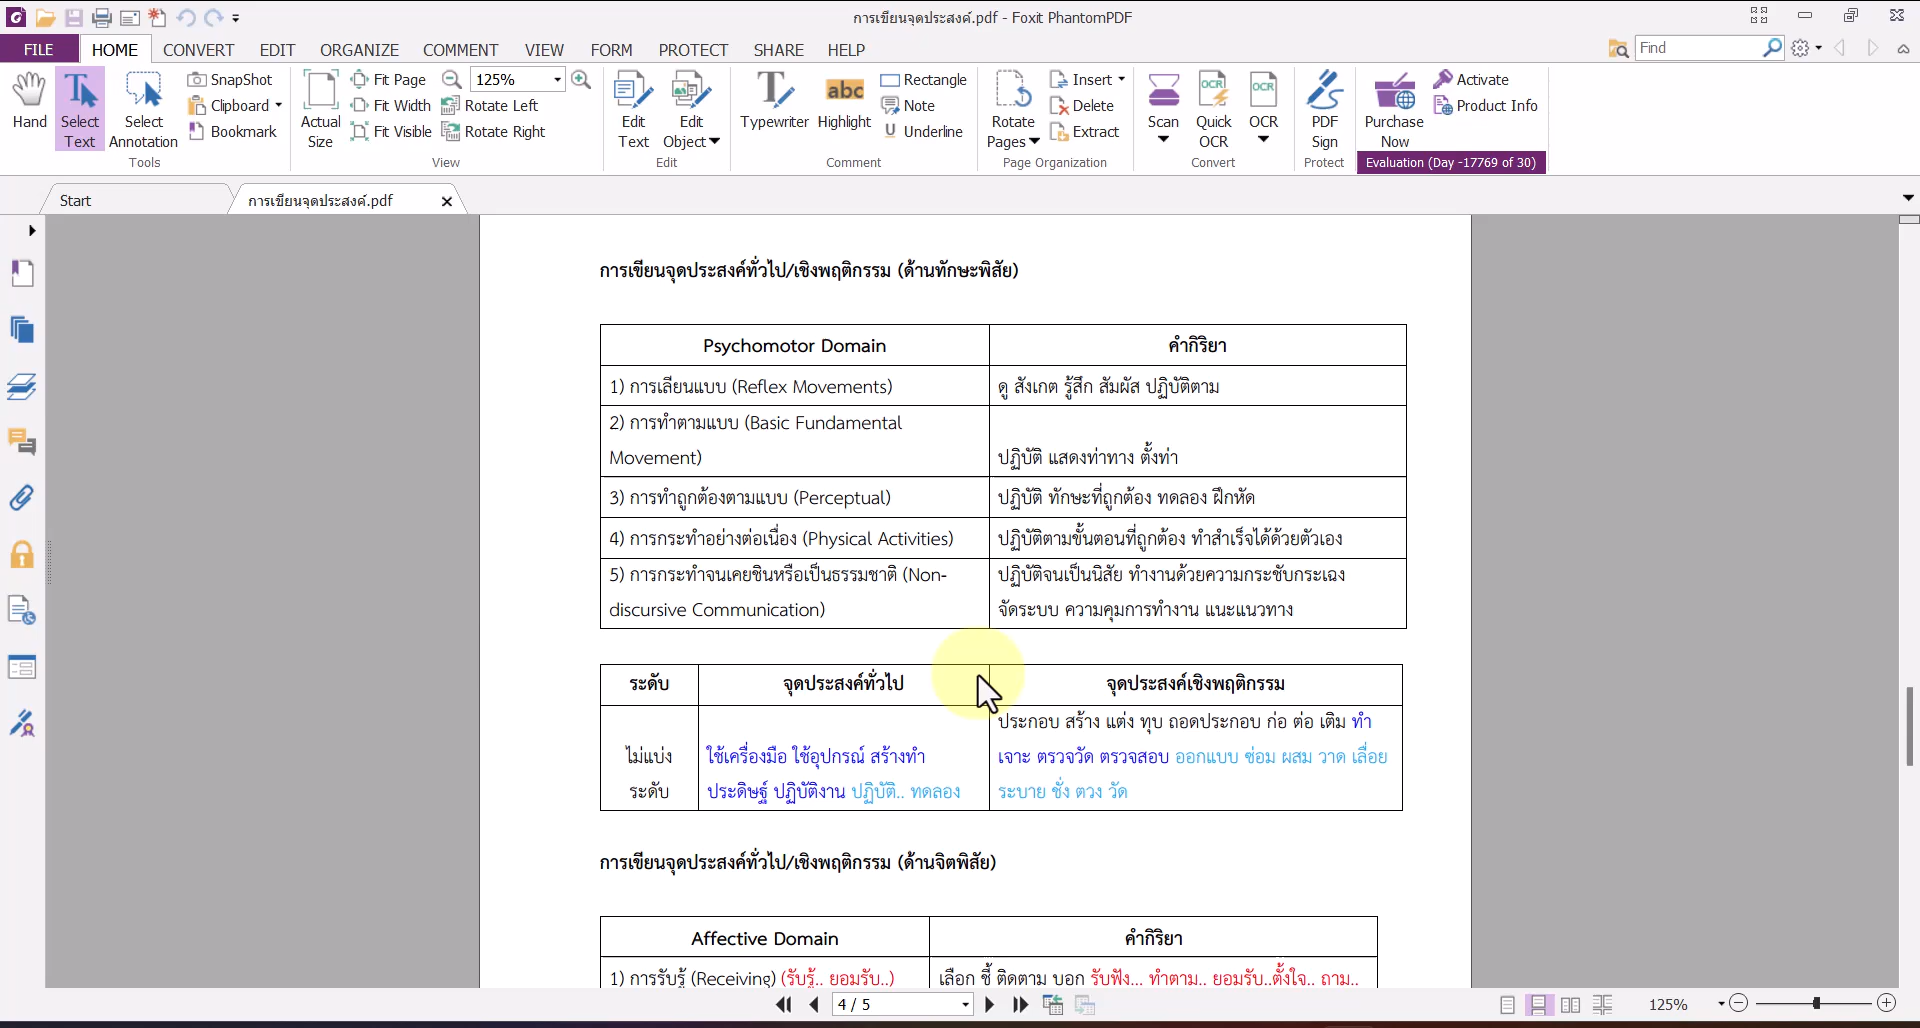 การเขียนจุดประสงค์.pdf - Foxit PhantomPDF
FILE HOME CONVERT EDIT ORGANIZE COMMENT VIEW FORM PROTECT SHARE HELP Find
Hand
Select Text
Select Annotation
SnapShot
Clipboard
Bookmark
Tools
Actual Size
Fit Page
Fit Width
Fit Visible
125%
Rotate Left
Rotate Right
View
Edit Text
Edit Object
Edit
Typewriter
abc
Highlight
Rectangle
Note
Underline
Comment
Rotate Pages
Insert
Delete
Extract
Page Organization
Scan
OCR
Quick OCR
OCR
OCR
Convert
PDF Sign
Protect
Purchase Now
Activate
Product Info
Evaluation (Day -17769 of 30)
Start การเขียนจุดประสงค์.pdf
การเขียนจุดประสงค์ทั่วไป/เชิงพฤติกรรม (ด้านทักษะพิสัย)
Psychomotor Domain คำกิริยา
1) การเลียนแบบ (Reflex Movements) ดู สังเกต รู้สึก สัมผัส ปฏิบัติตาม
2) การทำตามแบบ (Basic Fundamental
Movement) ปฏิบัติ แสดงท่าทาง ตั้งท่า
3) การทำถูกต้องตามแบบ (Perceptual) ปฏิบัติ ทักษะที่ถูกต้อง ทดลอง ฝึกหัด
4) การกระทำอย่างต่อเนื่อง (Physical Activities) ปฏิบัติตามขั้นตอนที่ถูกต้อง ทำสำเร็จได้ด้วยตัวเอง
5) การกระทำจนเคยชินหรือเป็นธรรมชาติ (Non- ปฏิบัติจนเป็นนิสัย ทำงานด้วยความกระชับกระเฉง
discursive Communication) จัดระบบ ความคุมการทำงาน แนะแนวทาง
ระดับ จุดประสงค์ทั่วไป จุดประสงค์เชิงพฤติกรรม
ประกอบ สร้าง แต่ง ทุบ ถอดประกอบ ก่อ ต่อ เติม ทำ
ไม่แบ่ง ใช้เครื่องมือ ใช้อุปกรณ์ สร้างทำ เจาะ ตรวจวัด ตรวจสอบ ออกแบบ ซ่อม ผสม วาด เลื่อย
ระดับ ประดิษฐ์ ปฏิบัติงาน ปฏิบัติ.. ทดลอง ระบาย ชั่ง ตวง วัด
การเขียนจุดประสงค์ทั่วไป/เชิงพฤติกรรม (ด้านจิตพิสัย)
Affective Domain คำกิริยา
1) การรับรู้ (Receiving) (รับรู้.. ยอมรับ..) เลือก ชี้ ติดตาม บอก รับฟัง... ทำตาม.. ยอมรับ..ตั้งใจ.. ถาม..
4 / 5 125%